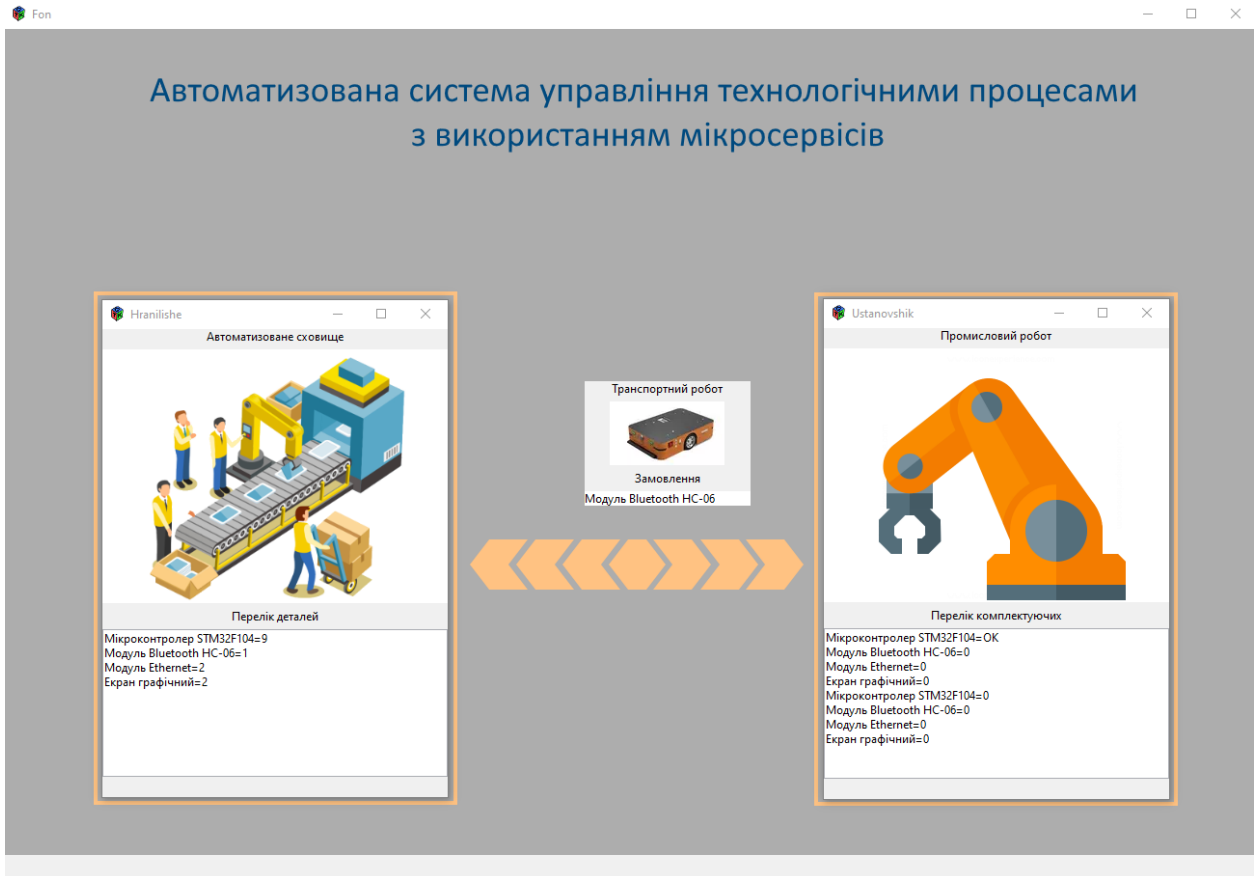 Fon
Автоматизована система управління технологічними процесами
з використанням мікросервісів
Hranilishe
Автоматизоване сховище
Перелік деталей
Мікроконтролер STM32F104=9
Модуль Bluetooth HC-06=1
Модуль Ethernet=2
Екран графічний=2
Транспортний робот
Замовлення
Модуль Bluetooth HC-06
Ustanovshik
Промисловий робот
Перелік комплектуючих
Мікроконтролер STM32F104=OK
Модуль Bluetooth HC-06=0
Модуль Ethernet=0
Екран графічний=0
Мікроконтролер STM32F104=0
Модуль Bluetooth HC-06=0
Модуль Ethernet=0
Екран графічний=0